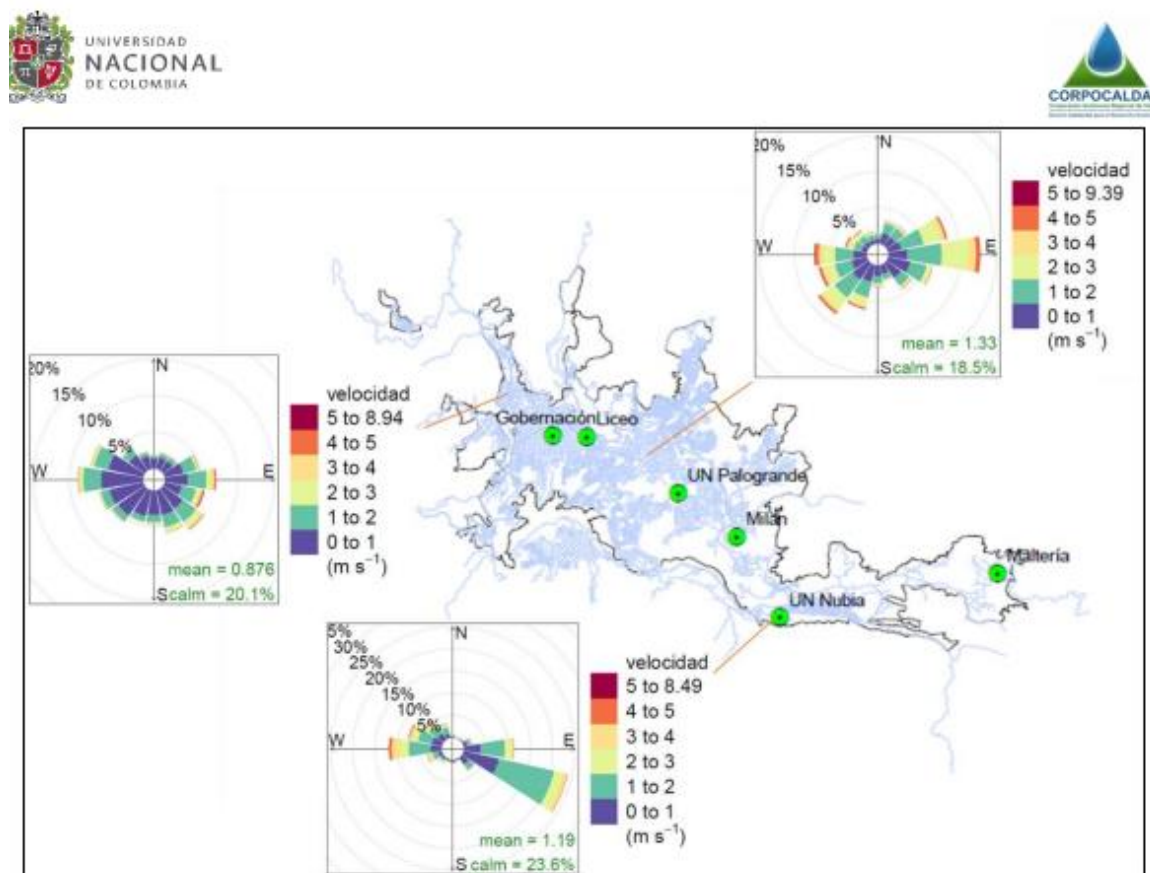 UNIVERSIDAD
NACIONAL
DE COLOMBIA
CORPOCALDA
20%
15%
10%
5%
N
W
E
S
mean = 1.33
calm = 18.5%
velocidad
5 to 9.39
4 to 5
3 to 4
2 to 3
1 to 2
0 to 1
(m s⁻¹)
20%
15%
10%
5%
N
W
E
S
mean = 0.876
calm = 20.1%
velocidad
5 to 8.94
4 to 5
3 to 4
2 to 3
1 to 2
0 to 1
(m s⁻¹)
Gobernación
Liceo
UN Palogrande
Milán
Maltería
UN Nubia
5%
30%
25%
20%
15%
10%
5%
N
W
E
S
mean = 1.19
calm = 23.6%
velocidad
5 to 8.49
4 to 5
3 to 4
2 to 3
1 to 2
0 to 1
(m s⁻¹)